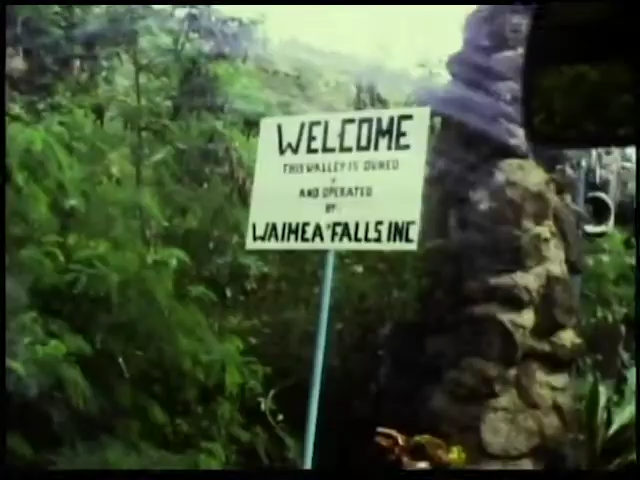 WELCOME
THIS VALLEY IS OWNED
AND OPERATED
BY:
WAIMEA FALLS INC